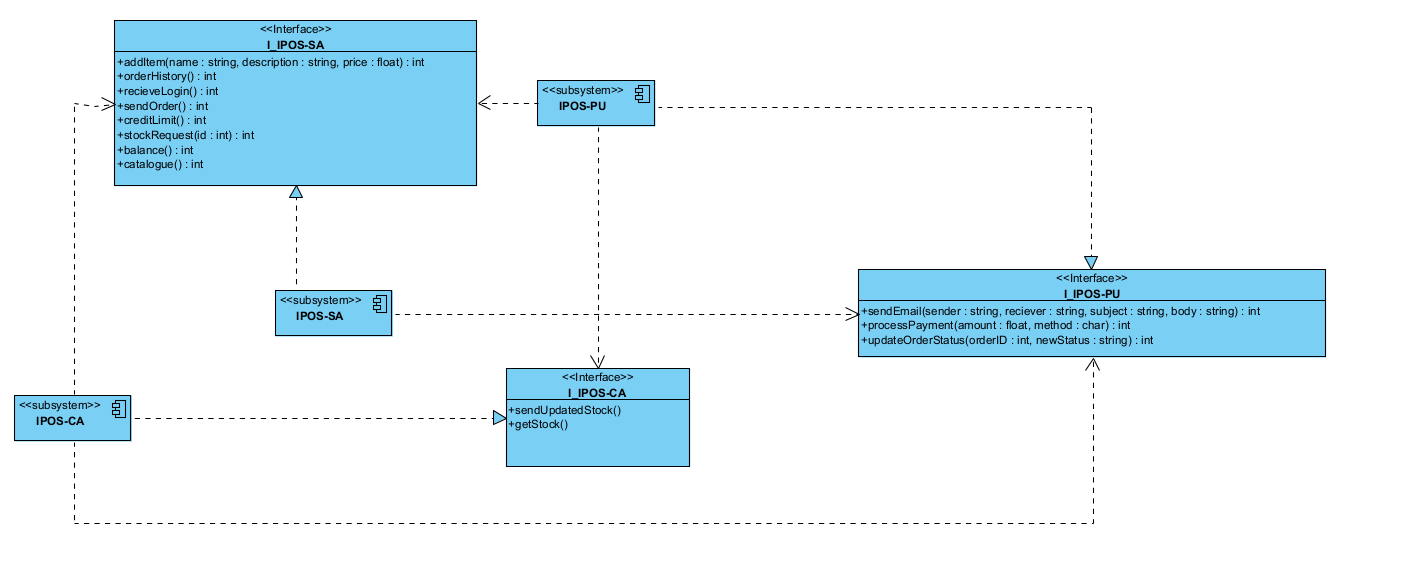 <<Interface>>
I_IPOS-SA
+addItem(name : string, description : string, price : float) : int
+orderHistory() : int
+recieveLogin() : int
+sendOrder() : int
+creditLimit() : int
+stockRequest(id : int) : int
+balance() : int
+catalogue() : int
<<subsystem>>
IPOS-PU
<<Interface>>
I_IPOS-PU
+sendEmail(sender : string, reciever : string, subject : string, body : string) : int
+processPayment(amount : float, method : char) : int
+updateOrderStatus(orderID : int, newStatus : string) : int
<<subsystem>>
IPOS-SA
<<Interface>>
I_IPOS-CA
+sendUpdatedStock()
+getStock()
<<subsystem>>
IPOS-CA